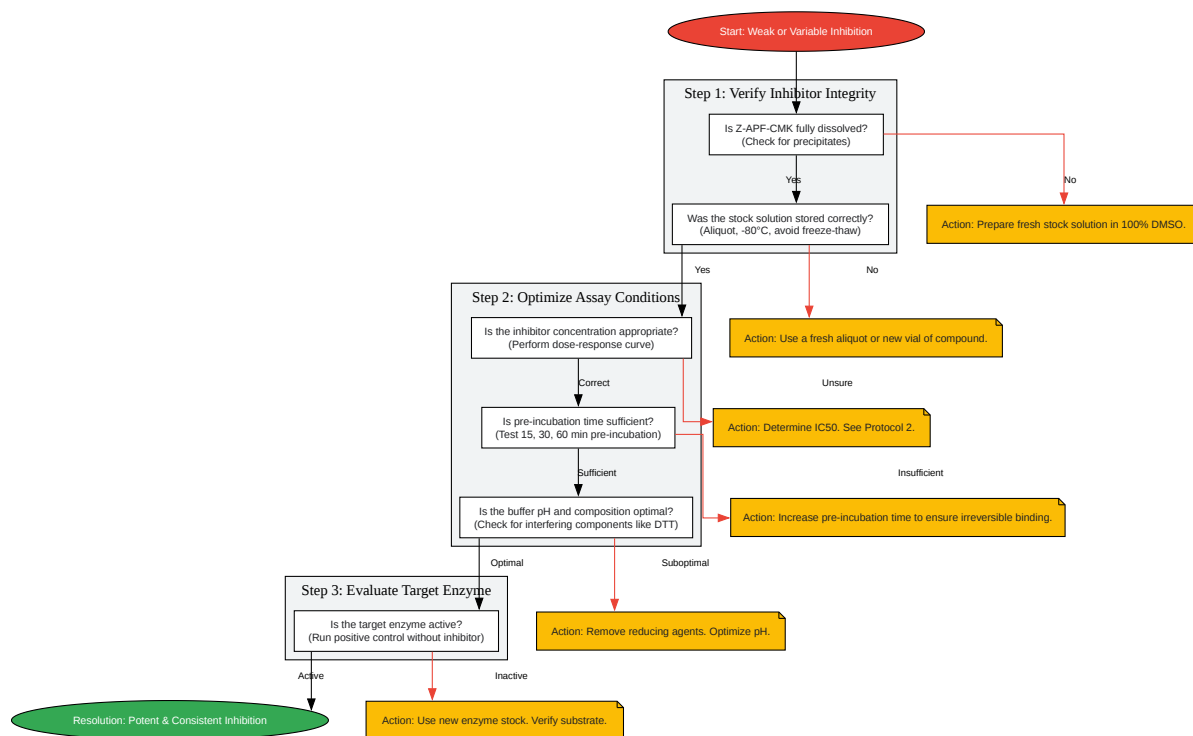 Start: Weak or Variable Inhibition
Step 1: Verify Inhibitor Integrity
Is Z-APF-CMK fully dissolved?
(Check for precipitates)
Yes
No
Was the stock solution stored correctly?
(Aliquot, -80°C, avoid freeze-thaw)
Action: Prepare fresh stock solution in 100% DMSO.
Yes
No
Step 2: Optimize Assay Conditions
Is the inhibitor concentration appropriate?
(Perform dose-response curve)
Action: Use a fresh aliquot or new vial of compound.
Correct
Unsure
Is pre-incubation time sufficient?
(Test 15, 30, 60 min pre-incubation)
Action: Determine IC50. See Protocol 2.
Sufficient
Insufficient
Is the buffer pH and composition optimal?
(Check for interfering components like DTT)
Action: Increase pre-incubation time to ensure irreversible binding.
Optimal
Suboptimal
Step 3: Evaluate Target Enzyme
Is the target enzyme active?
(Run positive control without inhibitor)
Action: Remove reducing agents. Optimize pH.
Active
Inactive
Resolution: Potent & Consistent Inhibition
Action: Use new enzyme stock. Verify substrate.